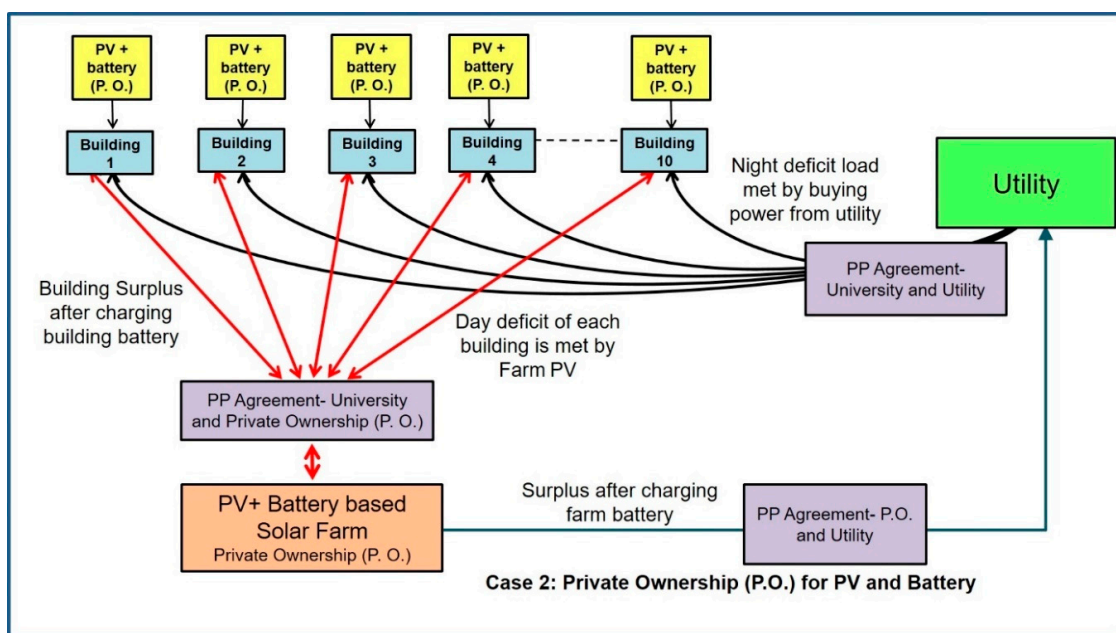 PV +
battery
(P. O.)
PV +
battery
(P. O.)
PV +
battery
(P. O.)
PV +
battery
(P. O.)
PV +
battery
(P. O.)
Building
1
Building
2
Building
3
Building
4
Building
10
Night deficit load
met by buying
power from utility
Utility
PP Agreement-
University and Utility
Building Surplus
after charging
building battery
Day deficit of each
building is met by
Farm PV
PP Agreement- University
and Private Ownership (P. O.)
PV+ Battery based
Solar Farm
Private Ownership (P. O.)
Surplus after charging
farm battery
PP Agreement- P.O.
and Utility
Case 2: Private Ownership (P.O.) for PV and Battery